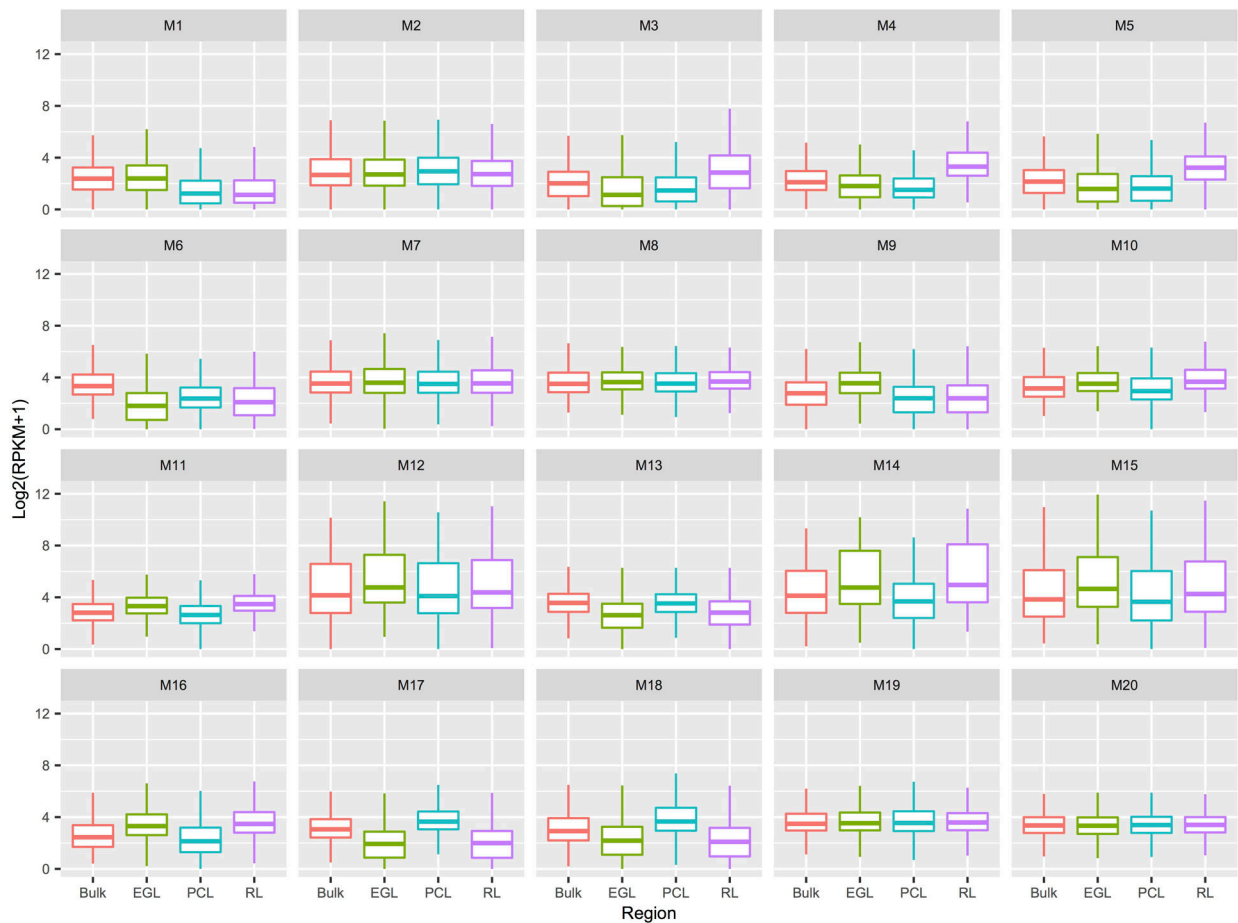 M1 M2 M3 M4 M5
12
8
4
0
M6 M7 M8 M9 M10
12
8
4
0
Log2(RPKM+1)
M11 M12 M13 M14 M15
12
8
4
0
M16 M17 M18 M19 M20
12
8
4
0
Bulk EGL PCL RL Bulk EGL PCL RL Bulk EGL PCL RL Bulk EGL PCL RL Bulk EGL PCL RL
Region